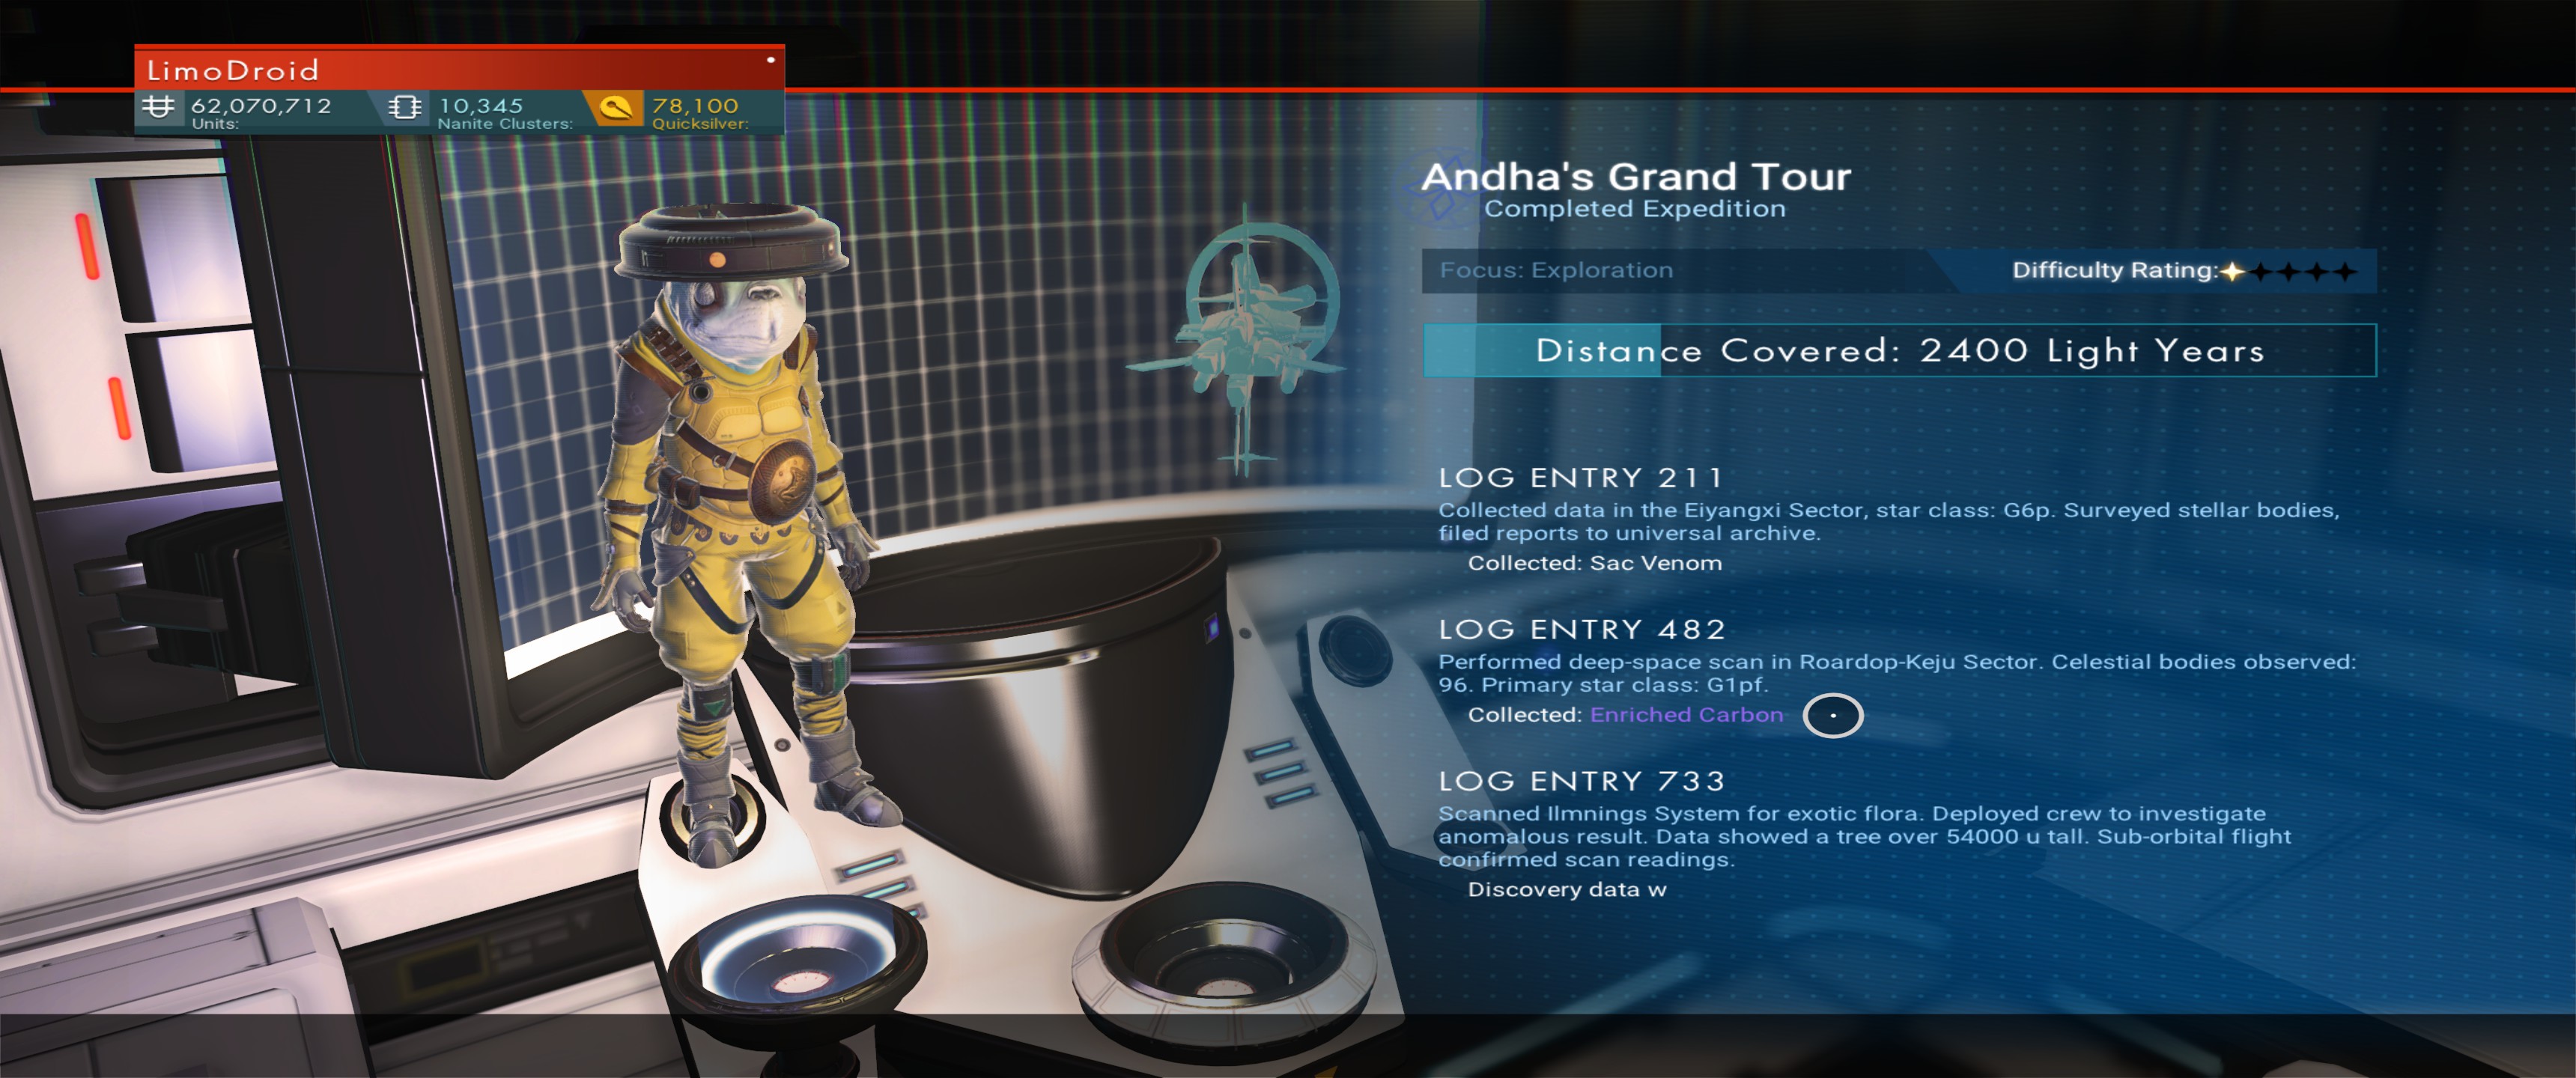 LimoDroid
62,070,712
Units:
10,345
Nanite Clusters:
78,100
Quicksilver:
Andha's Grand Tour
Completed Expedition
Focus: Exploration
Difficulty Rating:
Distance Covered: 2400 Light Years
LOG ENTRY 211
Collected data in the Eiyangxi Sector, star class: G6p. Surveyed stellar bodies,
filed reports to universal archive.
Collected: Sac Venom
LOG ENTRY 482
Performed deep-space scan in Roardop-Keju Sector. Celestial bodies observed:
96. Primary star class: G1pf.
Collected: Enriched Carbon
LOG ENTRY 733
Scanned Ilmnings System for exotic flora. Deployed crew to investigate
anomalous result. Data showed a tree over 54000 u tall. Sub-orbital flight
confirmed scan readings.
Discovery data w